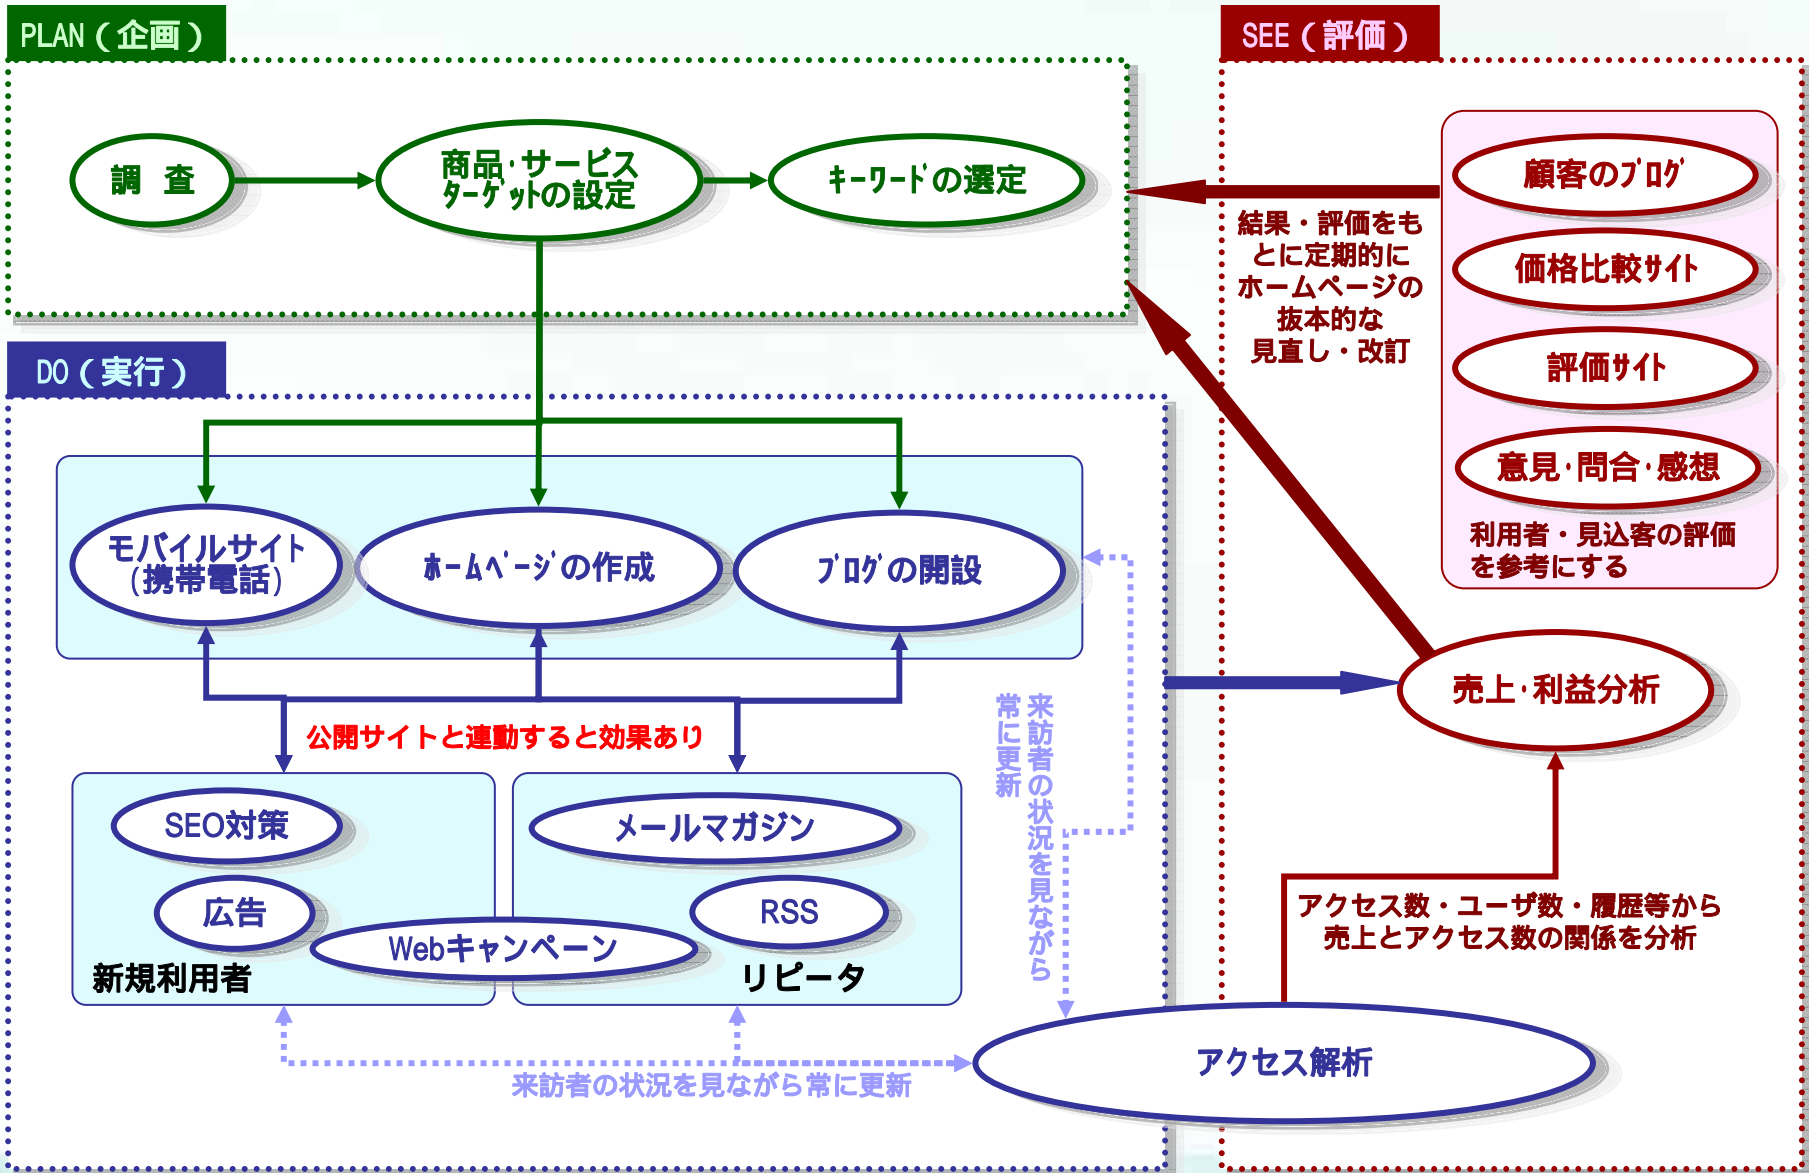 PLAN（企画）
調　査
商品・サービス
ﾀｰｹﾞｯﾄの設定
ｷｰﾜｰﾄﾞの選定
SEE（評価）
顧客のﾌﾞﾛｸﾞ
価格比較ｻｲﾄ
評価ｻｲﾄ
意見・問合・感想
利用者・見込客の評価
を参考にする
結果・評価をも
とに定期的に
ホームページの
抜本的な
見直し・改訂
DO（実行）
モバイルサイト
(携帯電話)
ﾎｰﾑﾍﾟｰｼﾞの作成
ﾌﾞﾛｸﾞの開設
公開サイトと連動すると効果あり
SEO対策
広告
新規利用者
Webキャンペーン
メールマガジン
RSS
リピータ
来訪者の状況を見ながら
常に更新
来訪者の状況を見ながら常に更新
売上・利益分析
アクセス数・ユーザ数・履歴等から
売上とアクセス数の関係を分析
アクセス解析